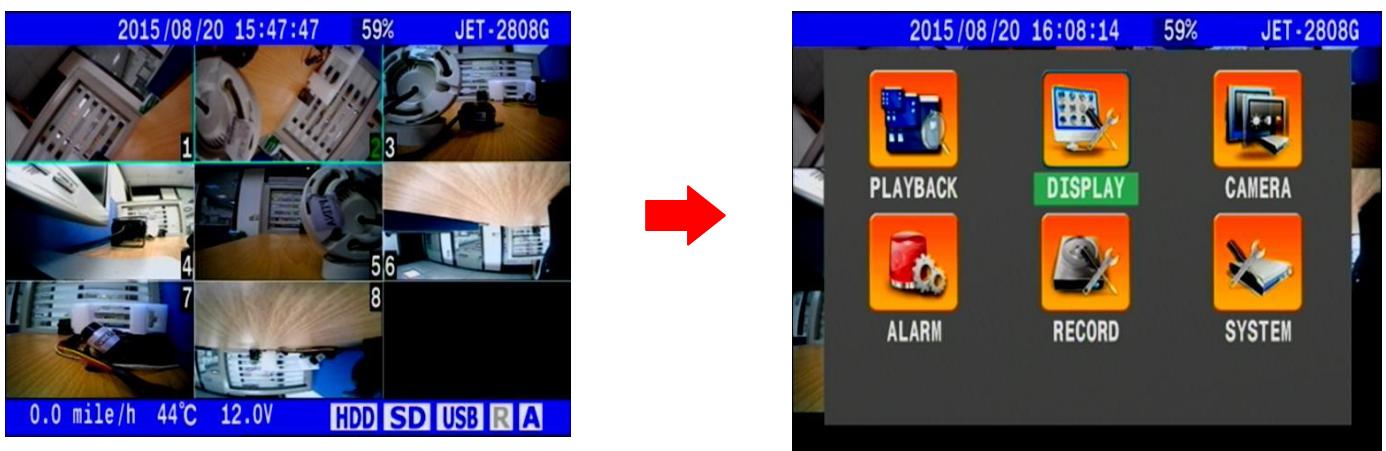 2015/08/20 15:47:47 59% JET-2808G
1 2 3
4 5 6
7 8
0.0 mile/h 44℃ 12.0V HDD SD USB R A
2015/08/20 16:08:14 59% JET-2808G
PLAYBACK DISPLAY CAMERA
ALARM RECORD SYSTEM